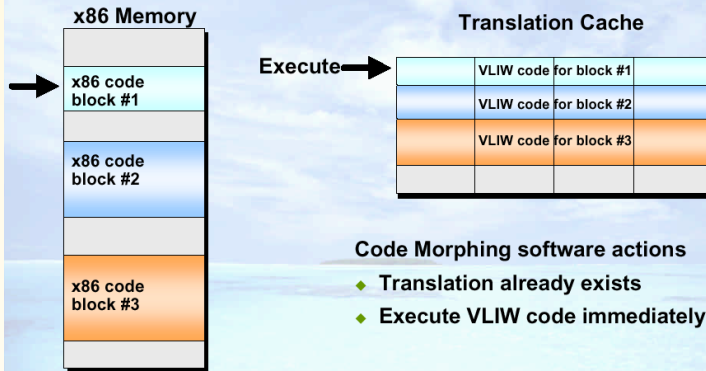 x86 Memory
x86 code
block #1
x86 code
block #2
x86 code
block #3
Translation Cache
Execute
VLIW code for block #1
VLIW code for block #2
VLIW code for block #3
Code Morphing software actions
Translation already exists
Execute VLIW code immediately